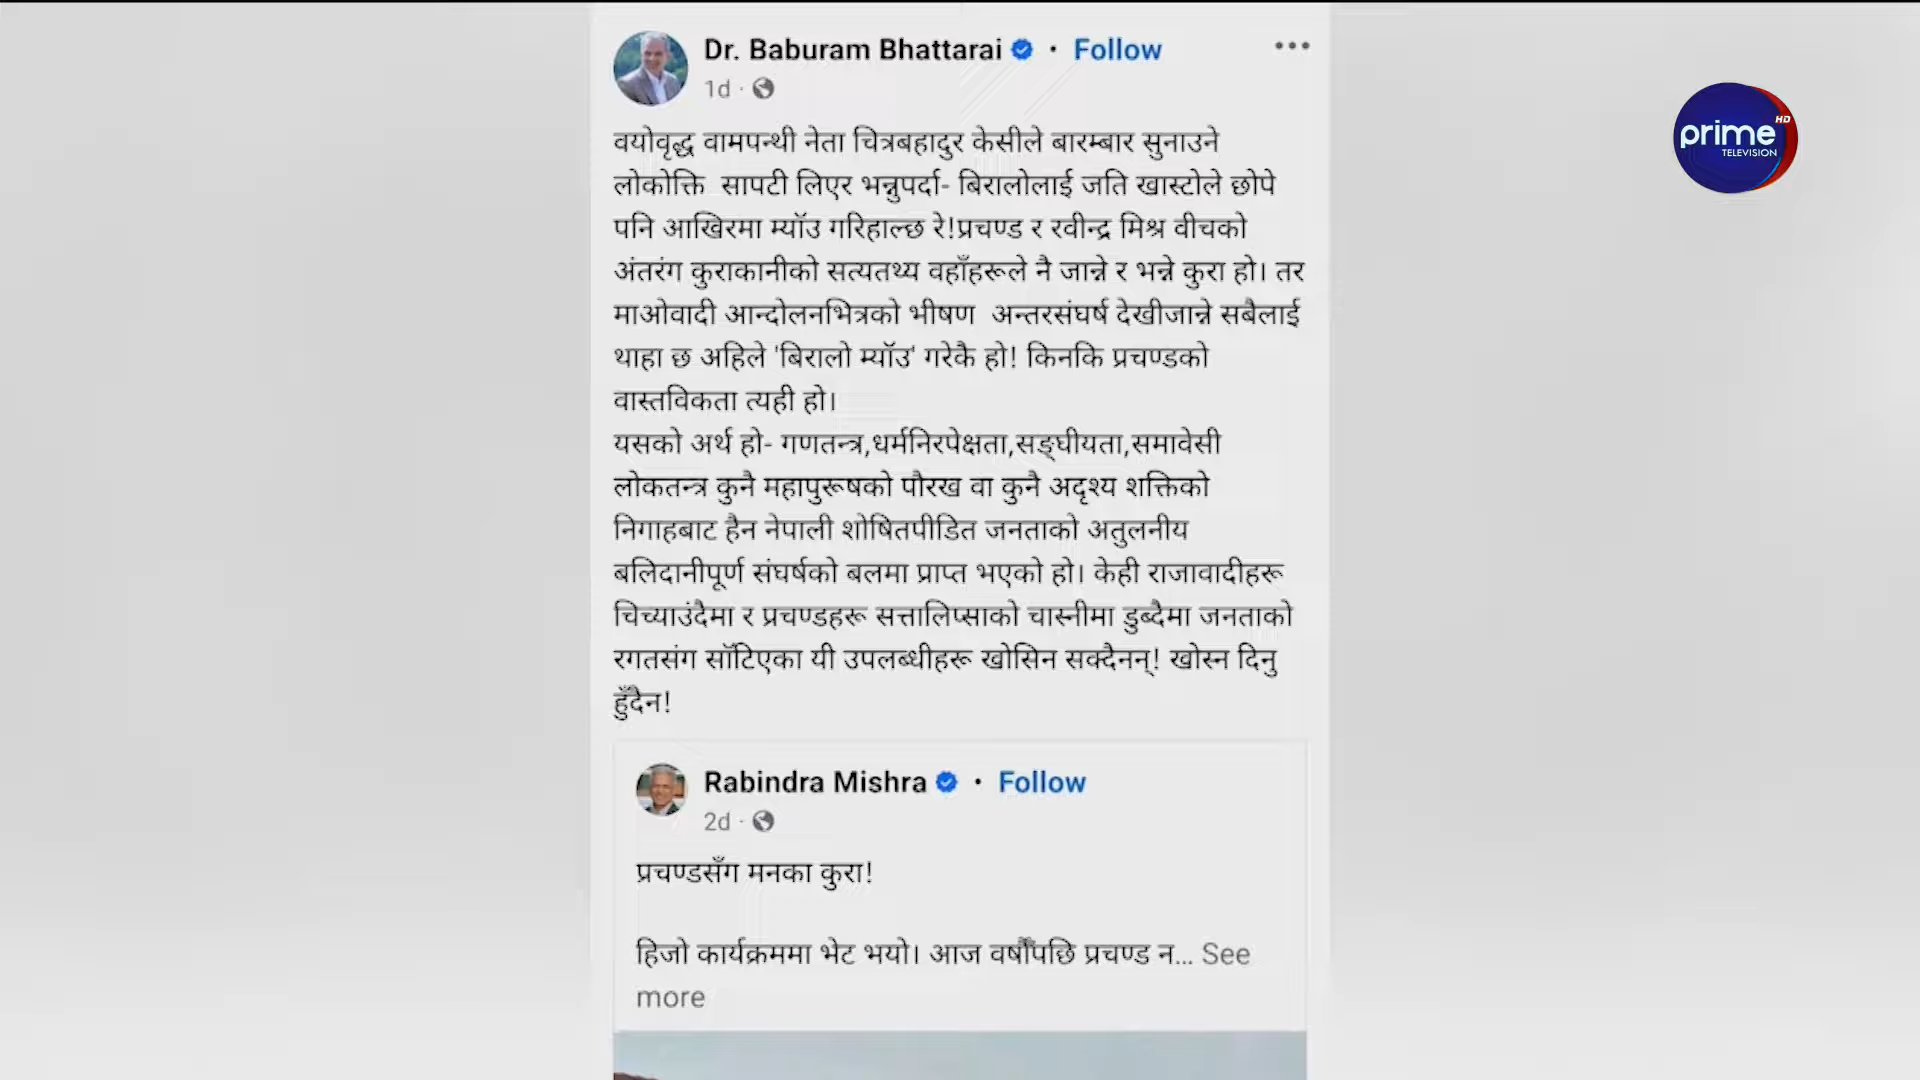 Dr. Baburam Bhattarai · Follow
1d ·
वयोवृद्ध वामपन्थी नेता चित्रबहादुर केसीले बारम्बार सुनाउने
लोकोक्ति सापटी लिएर भन्नुपर्दा- बिरालोलाई जति खास्टोले छोपे
पनि आखिरमा म्याॅउ गरिहाल्छ रे!प्रचण्ड र रवीन्द्र मिश्र वीचको
अंतरंग कुराकानीको सत्यतथ्य वहाँहरूले नै जान्ने र भन्ने कुरा हो। तर
माओवादी आन्दोलनभित्रको भीषण अन्तरसंघर्ष देखीजान्ने सबैलाई
थाहा छ अहिले 'बिरालो म्याॅउ' गरेकै हो! किनकि प्रचण्डको
वास्तविकता त्यही हो।
यसको अर्थ हो- गणतन्त्र,धर्मनिरपेक्षता,सङ्घीयता,समावेसी
लोकतन्त्र कुनै महापुरूषको पौरख वा कुनै अदृश्य शक्तिको
निगाहबाट हैन नेपाली शोषितपीडित जनताको अतुलनीय
बलिदानीपूर्ण संघर्षको बलमा प्राप्त भएको हो। केही राजावादीहरू
चिच्याउंदैमा र प्रचण्डहरू सत्तालिप्साको चास्नीमा डुब्दैमा जनताको
रगतसंग साॅटिएका यी उपलब्धीहरू खोसिन सक्दैनन्! खोस्न दिनु
हुँदैन!
Rabindra Mishra · Follow
2d ·
प्रचण्डसँग मनका कुरा!
हिजो कार्यक्रममा भेट भयो। आज वर्षौंपछि प्रचण्ड न... See
more
prime HD
TELEVISION